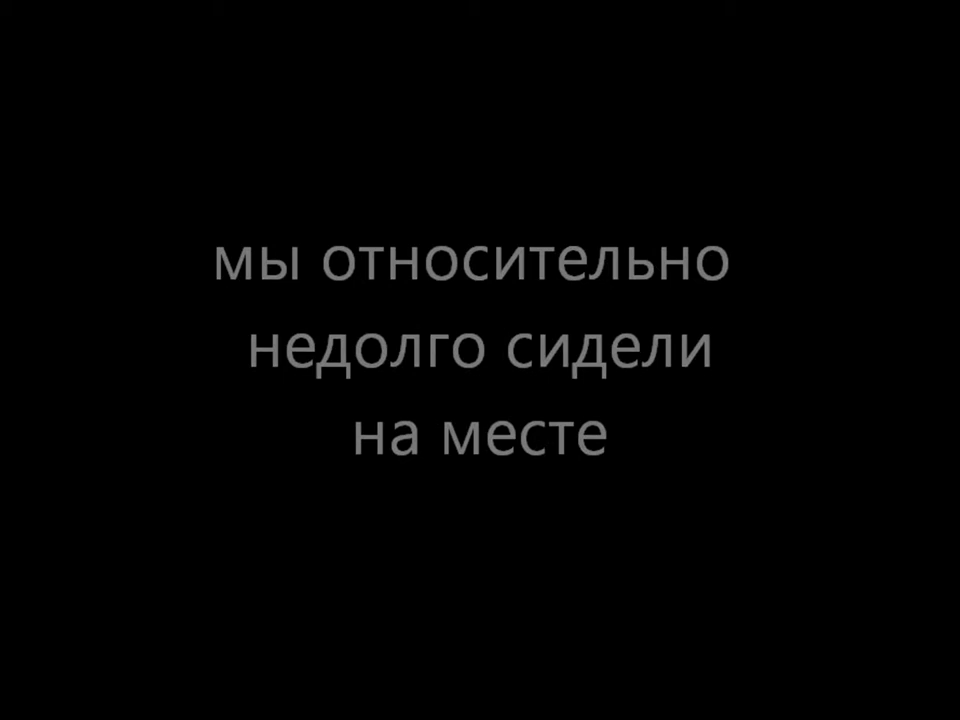 мы относительно
недолго сидели
на месте